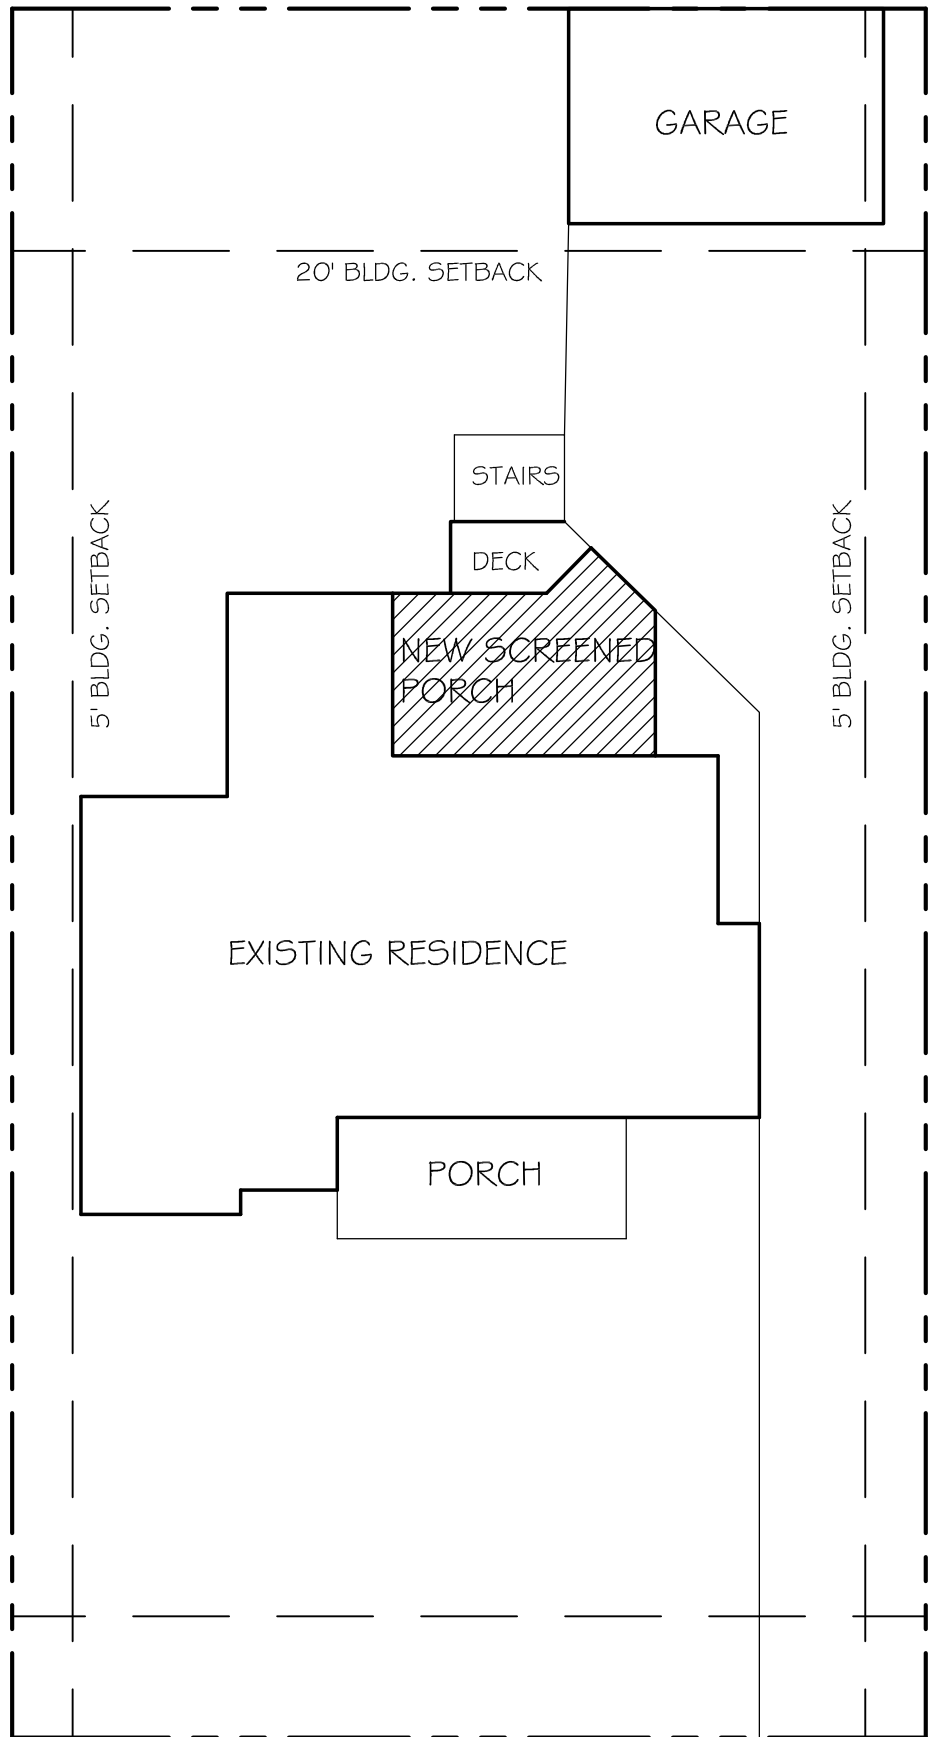 GARAGE
20' BLDG. SETBACK
STAIRS
DECK
5' BLDG. SETBACK
5' BLDG. SETBACK
NEW SCREENED
PORCH
EXISTING RESIDENCE
PORCH